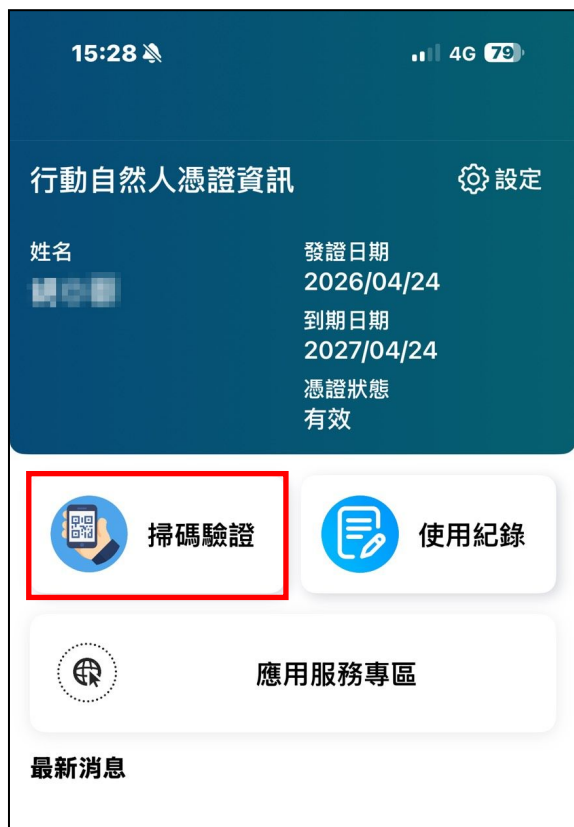 15:28
4G 79
行動自然人憑證資訊
設定
姓名
發證日期
2026/04/24
到期日期
2027/04/24
憑證狀態
有效
掃碼驗證
使用紀錄
應用服務專區
最新消息